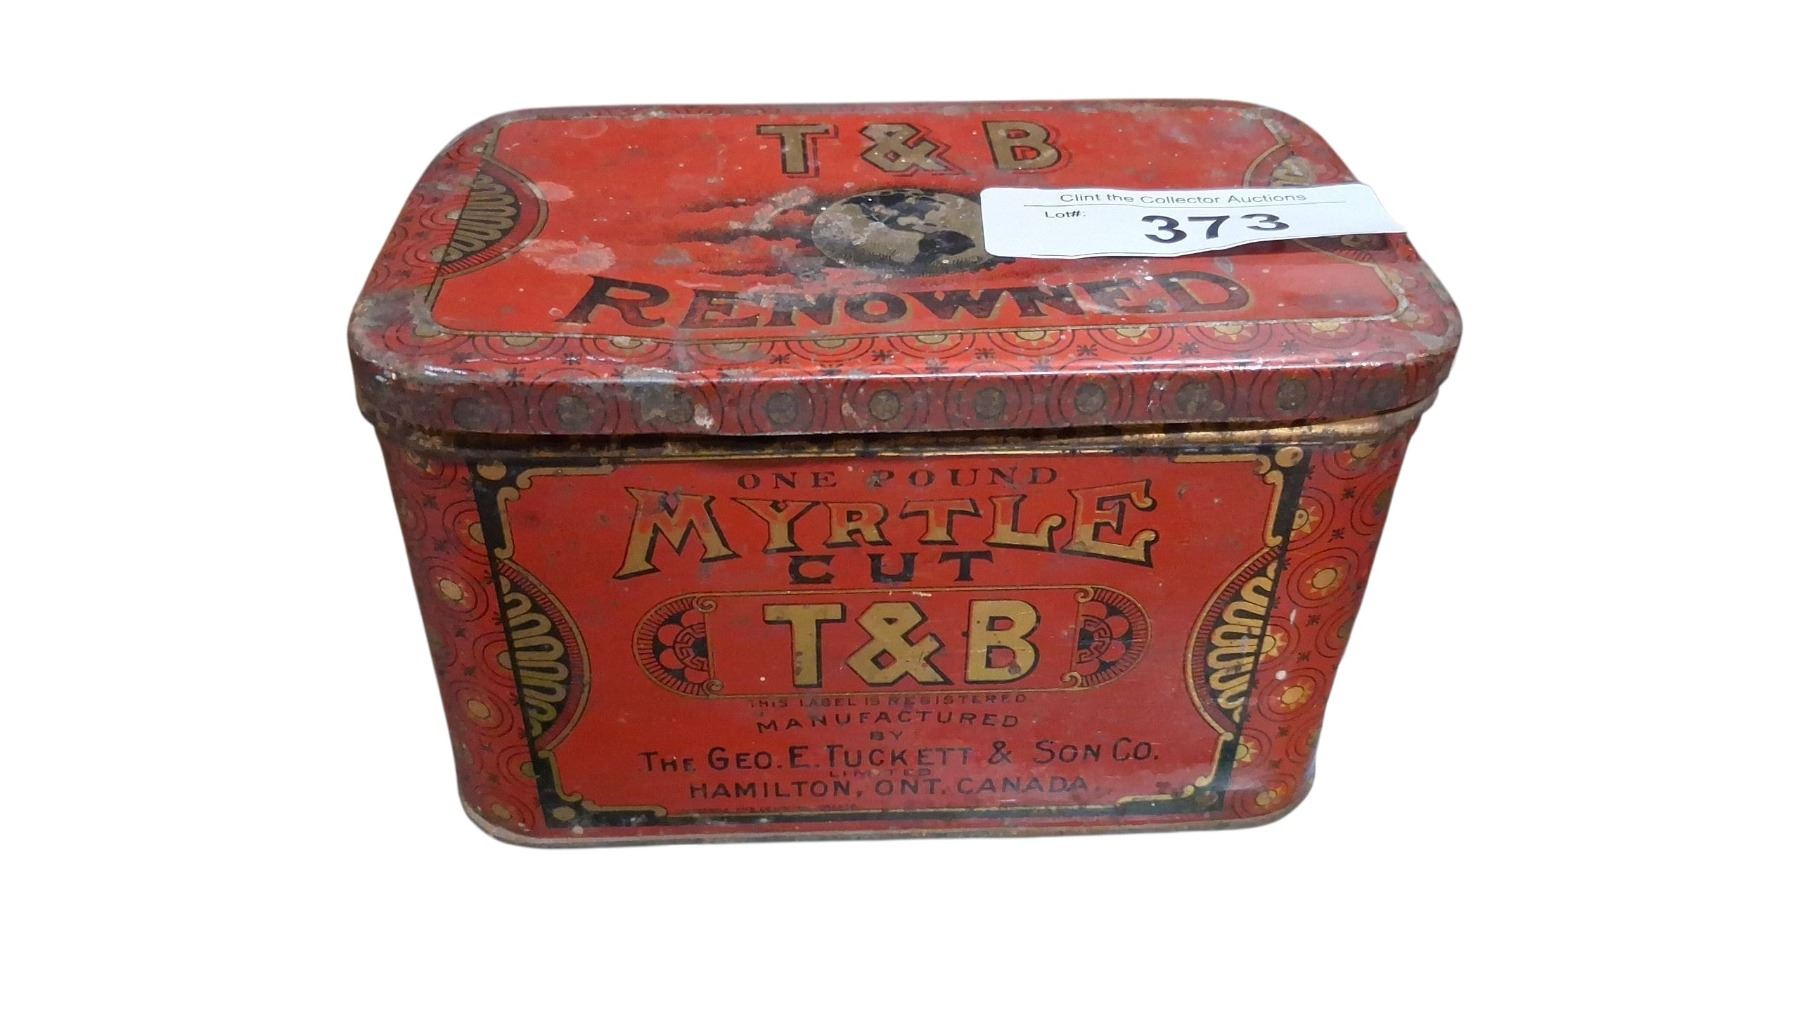 T & B
Clint the Collector Auctions
Lot#: 373
RENOWNED
ONE POUND
MYRTLE
CUT
T&B
THIS LABEL IS REGISTERED
MANUFACTURED
BY
THE GEO. E. TUCKETT & SON CO.
LIMITED
HAMILTON, ONT. CANADA.